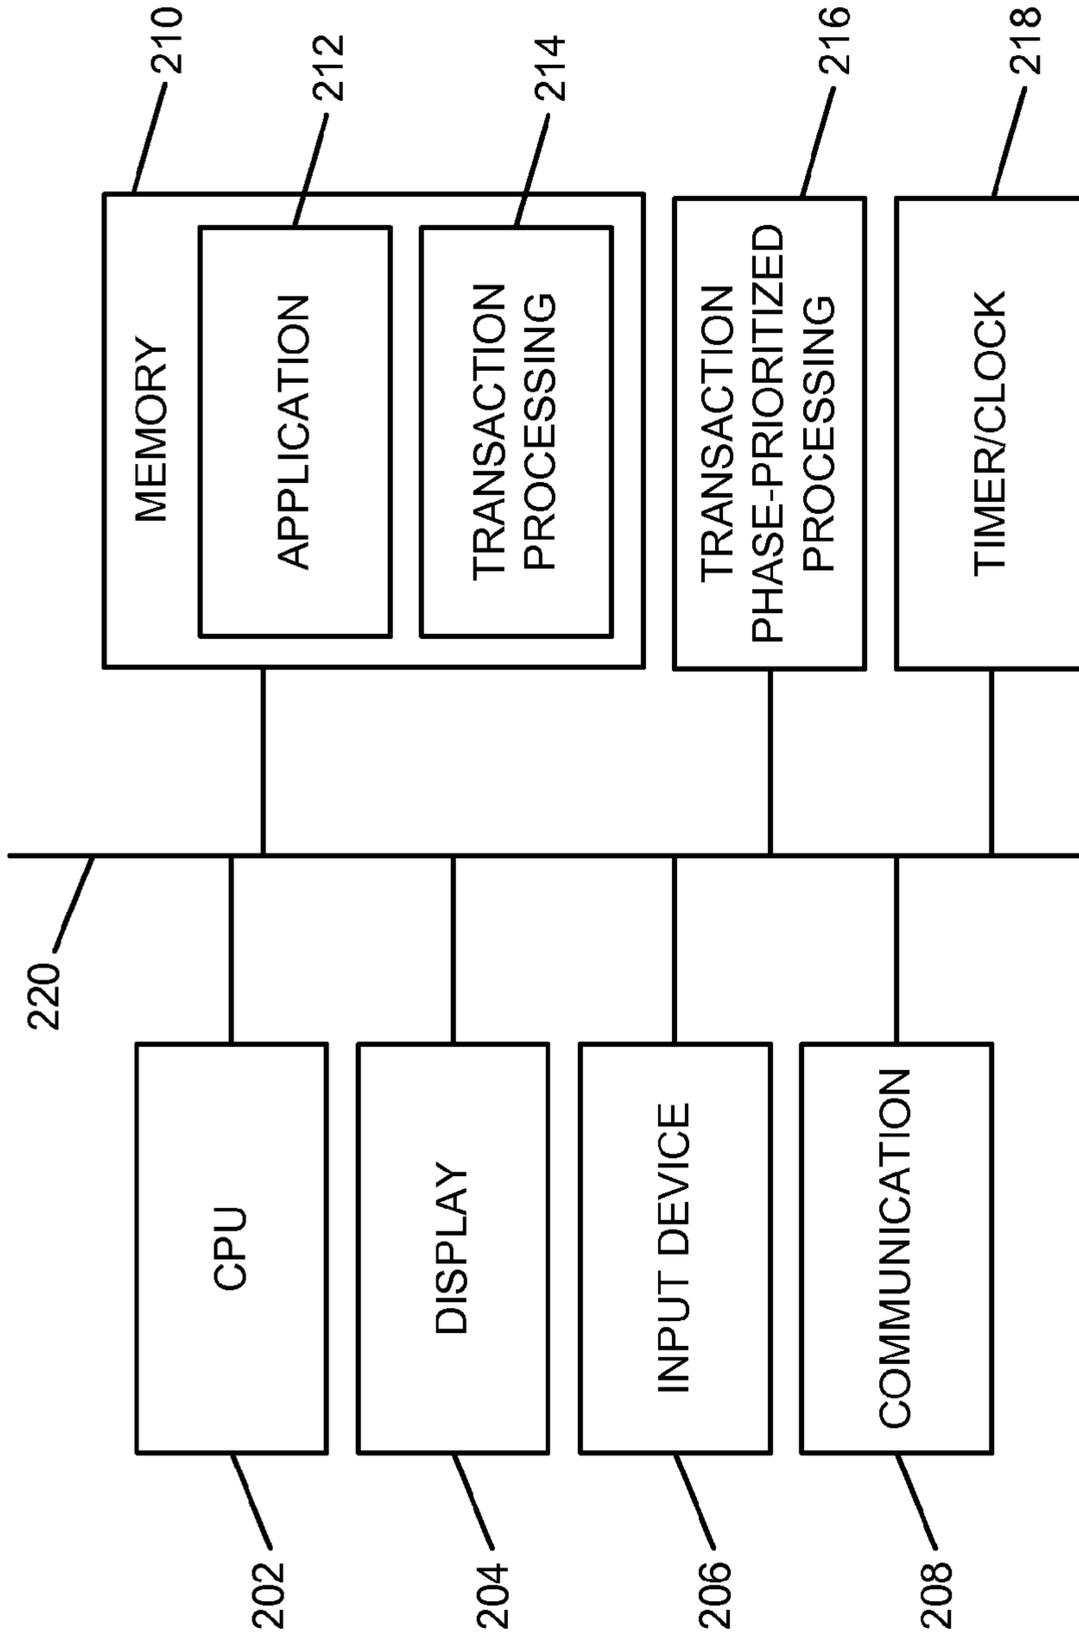 220
202
CPU
204
DISPLAY
206
INPUT DEVICE
208
COMMUNICATION
MEMORY
210
APPLICATION
212
TRANSACTION
PROCESSING
214
TRANSACTION
PHASE-PRIORITIZED
PROCESSING
216
TIMER/CLOCK
218